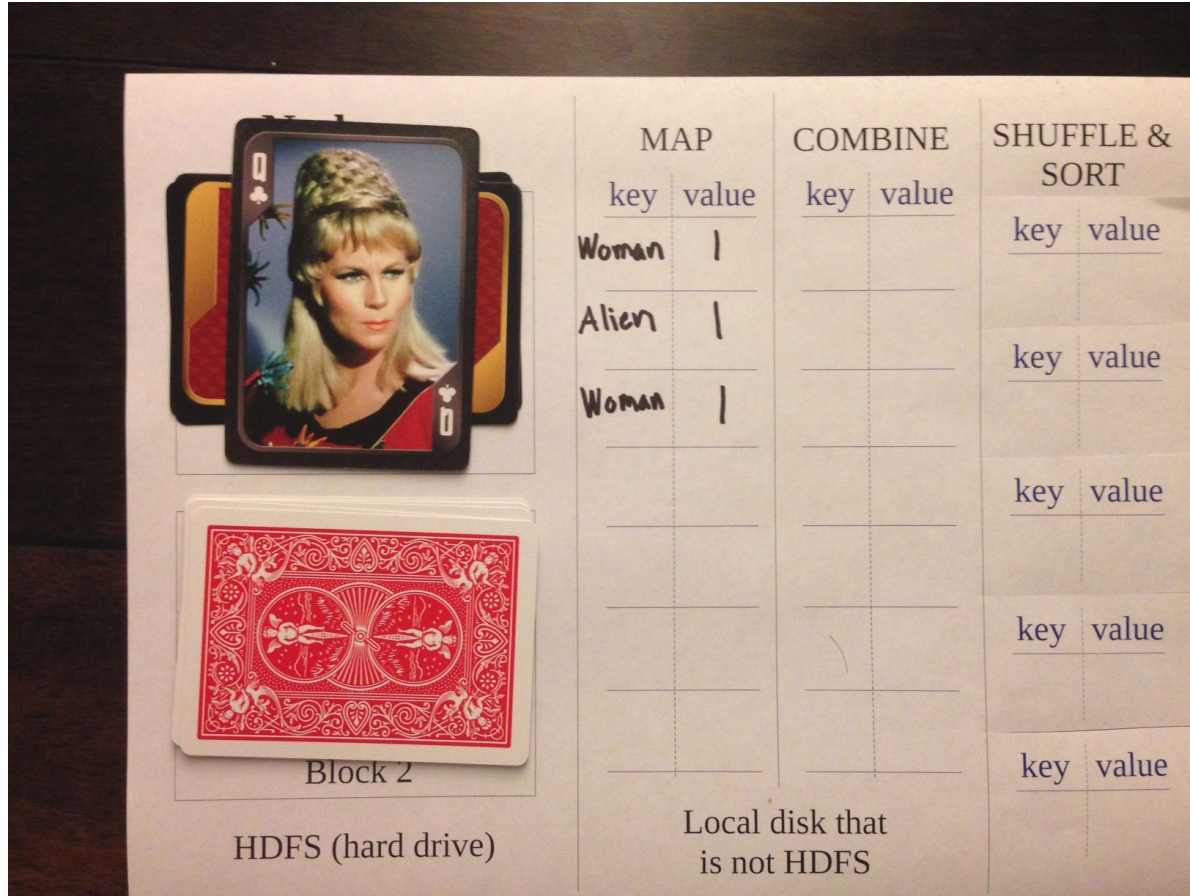 Q
Q
Block 2
HDFS (hard drive)
MAP
key value
Woman 1
Alien 1
Woman 1
COMBINE
key value
Local disk that
is not HDFS
SHUFFLE &
SORT
key value
key value
key value
key value
key value